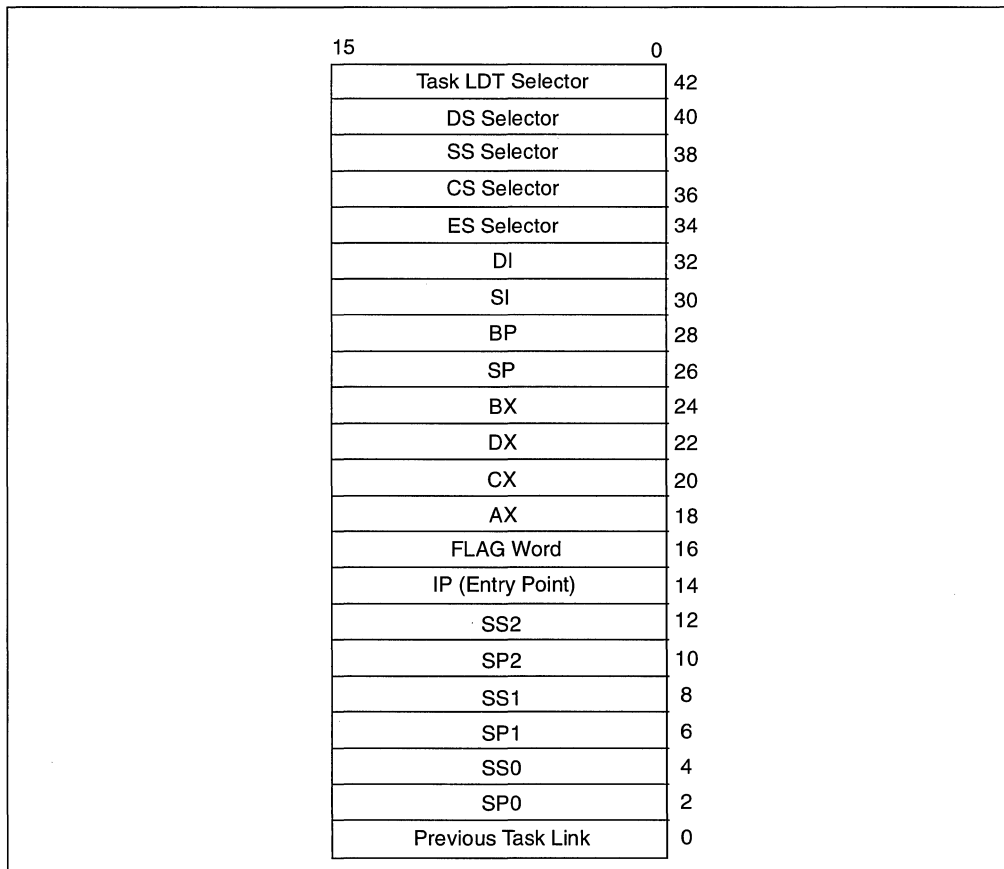 15 0
Task LDT Selector 42
DS Selector 40
SS Selector 38
CS Selector 36
ES Selector 34
DI 32
SI 30
BP 28
SP 26
BX 24
DX 22
CX 20
AX 18
FLAG Word 16
IP (Entry Point) 14
SS2 12
SP2 10
SS1 8
SP1 6
SS0 4
SP0 2
Previous Task Link 0